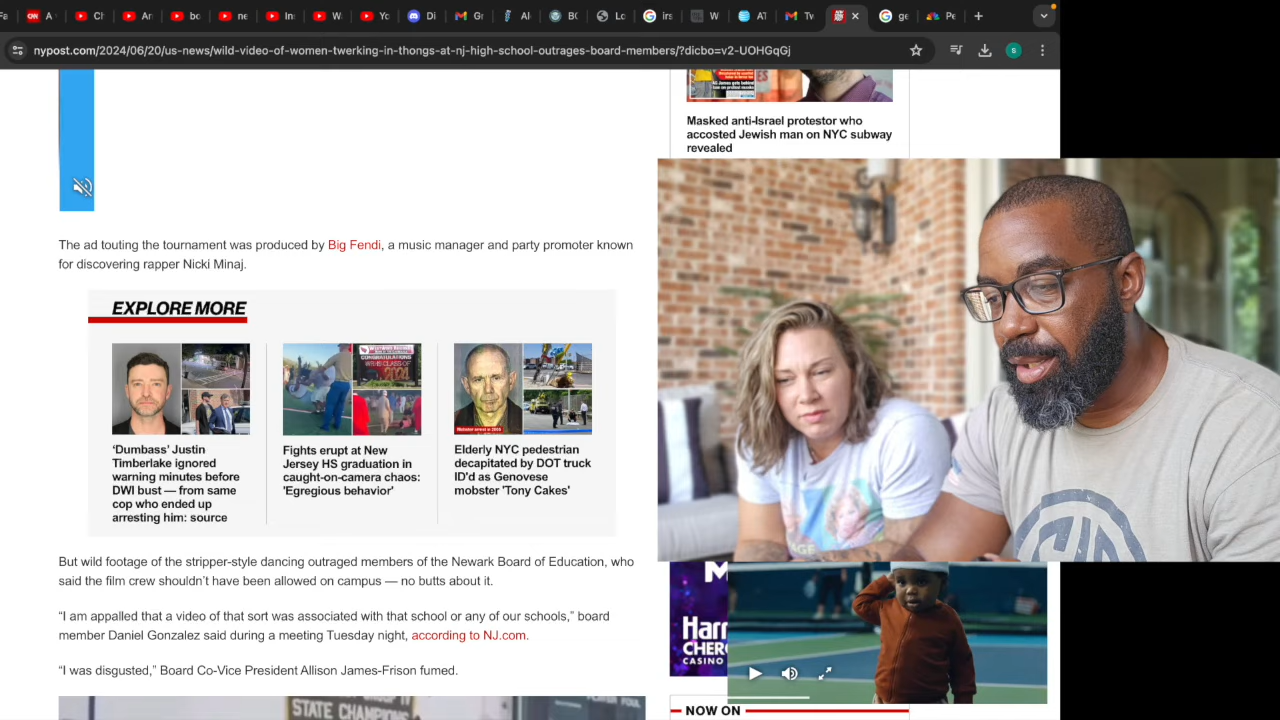 nypost.com/2024/06/20/us-news/wild-video-of-women-twerking-in-thongs-at-nj-high-school-outrages-board-members/?dicbo=v2-UOHGqGj
Masked anti-Israel protestor who
accosted Jewish man on NYC subway
revealed
The ad touting the tournament was produced by Big Fendi, a music manager and party promoter known
for discovering rapper Nicki Minaj.
EXPLORE MORE
'Dumbass' Justin
Timberlake ignored
warning minutes before
DWI bust — from same
cop who ended up
arresting him: source
CONGRATULATIONS
Fights erupt at New
Jersey HS graduation in
caught-on-camera chaos:
'Egregious behavior'
Elderly NYC pedestrian
decapitated by DOT truck
ID'd as Genovese
mobster 'Tony Cakes'
But wild footage of the stripper-style dancing outraged members of the Newark Board of Education, who
said the film crew shouldn't have been allowed on campus — no butts about it.
“I am appalled that a video of that sort was associated with that school or any of our schools,” board
member Daniel Gonzalez said during a meeting Tuesday night, according to NJ.com.
“I was disgusted,” Board Co-Vice President Allison James-Frison fumed.
STATE CHAMPIONS
CASINO
NOW ON